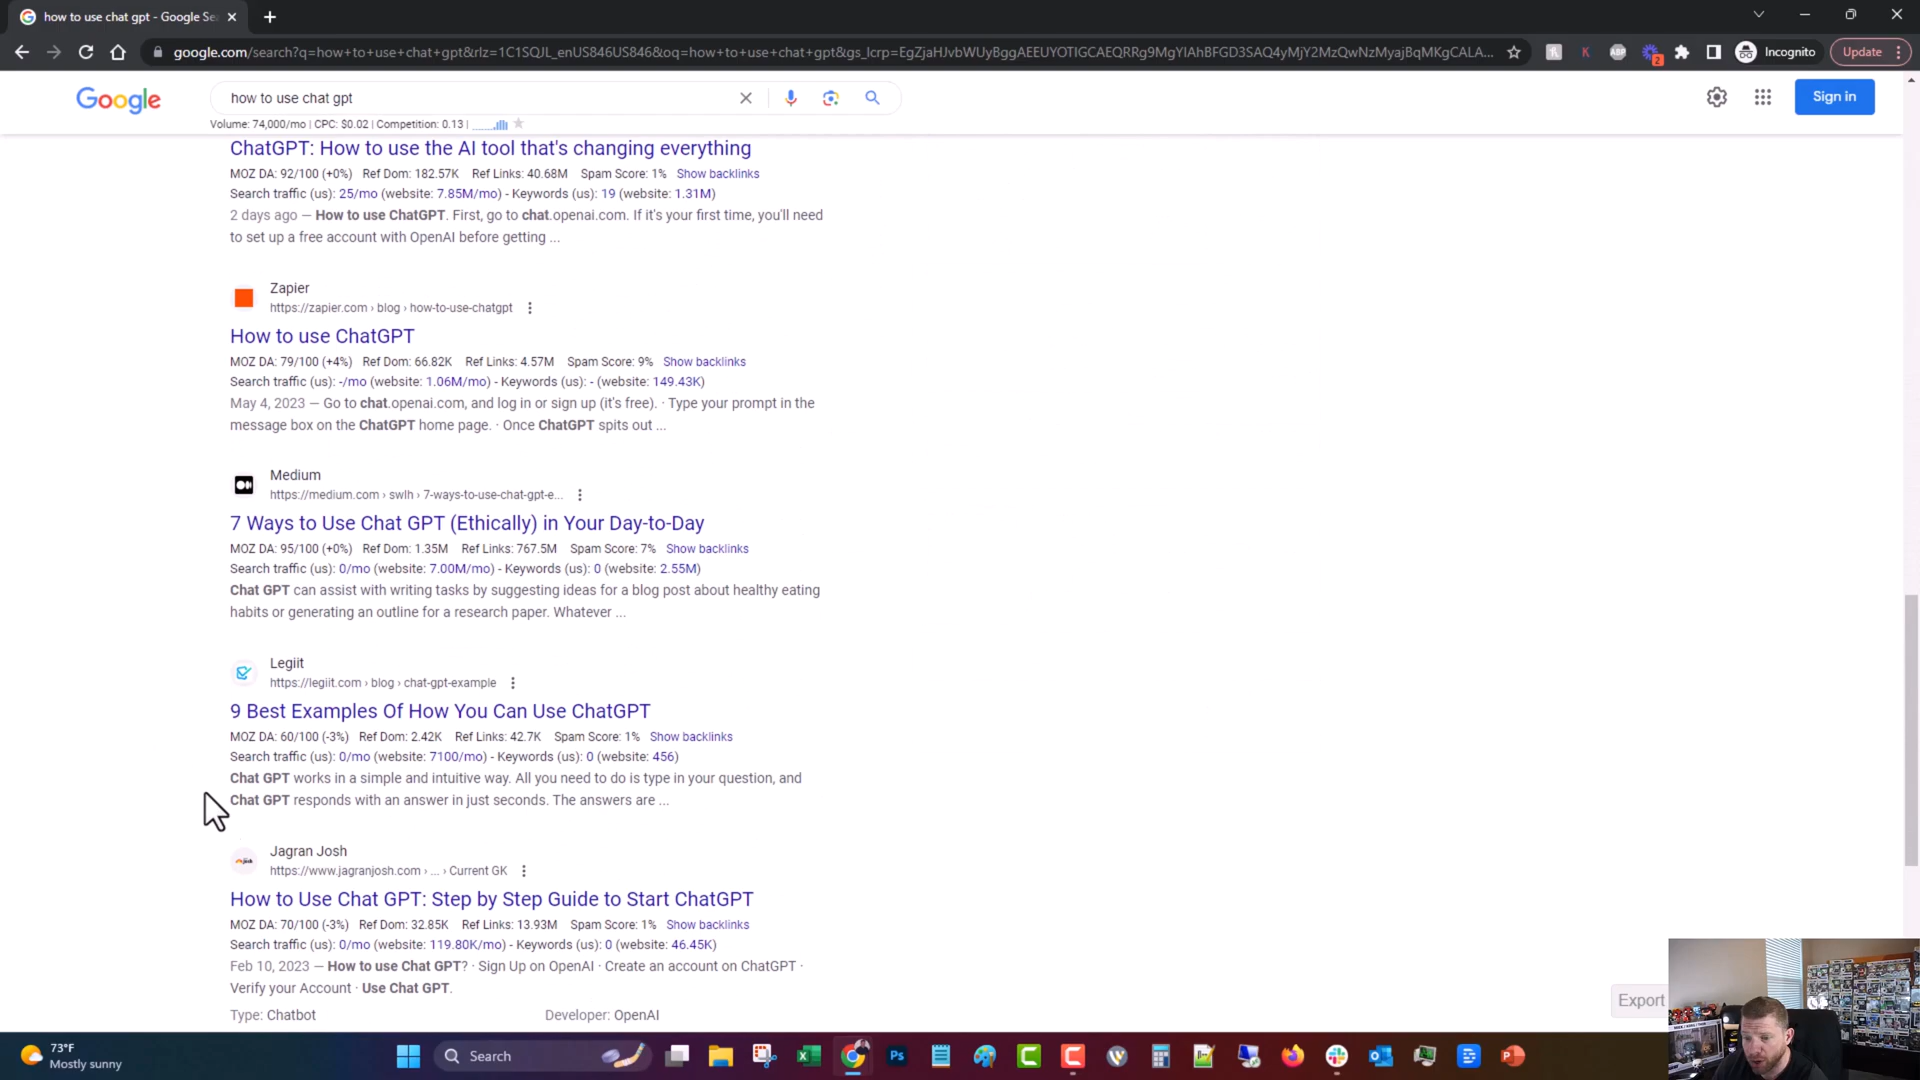 how to use chat gpt - Google Se
google.com/search?q=how+to+use+chat+gpt&rlz=1C1SQJL_enUS846US846&oq=how+to+use+chat+gpt&gs_lcrp=EgZjaHJvbWUyBggAEEUYOTIGCAEQRRg9MgYIAhBFGD3SAQ4yMjY2MzQwNzMyajBqMKgCALA...
ABP
2
Incognito
Update
Google
how to use chat gpt
Sign in
Volume: 74,000/mo | CPC: $0.02 | Competition: 0.13 |
ChatGPT: How to use the AI tool that's changing everything
MOZ DA: 92/100 (+0%) Ref Dom: 182.57K Ref Links: 40.68M Spam Score: 1% Show backlinks
Search traffic (us): 25/mo (website: 7.85M/mo) - Keywords (us): 19 (website: 1.31M)
2 days ago — How to use ChatGPT. First, go to chat.openai.com. If it's your first time, you'll need
to set up a free account with OpenAI before getting ...
Zapier
https://zapier.com › blog › how-to-use-chatgpt
How to use ChatGPT
MOZ DA: 79/100 (+4%) Ref Dom: 66.82K Ref Links: 4.57M Spam Score: 9% Show backlinks
Search traffic (us): -/mo (website: 1.06M/mo) - Keywords (us): - (website: 149.43K)
May 4, 2023 — Go to chat.openai.com, and log in or sign up (it's free). · Type your prompt in the
message box on the ChatGPT home page. · Once ChatGPT spits out ...
Medium
https://medium.com › swlh › 7-ways-to-use-chat-gpt-e...
7 Ways to Use Chat GPT (Ethically) in Your Day-to-Day
MOZ DA: 95/100 (+0%) Ref Dom: 1.35M Ref Links: 767.5M Spam Score: 7% Show backlinks
Search traffic (us): 0/mo (website: 7.00M/mo) - Keywords (us): 0 (website: 2.55M)
Chat GPT can assist with writing tasks by suggesting ideas for a blog post about healthy eating
habits or generating an outline for a research paper. Whatever ...
Legiit
https://legiit.com › blog › chat-gpt-example
9 Best Examples Of How You Can Use ChatGPT
MOZ DA: 60/100 (-3%) Ref Dom: 2.42K Ref Links: 42.7K Spam Score: 1% Show backlinks
Search traffic (us): 0/mo (website: 7100/mo) - Keywords (us): 0 (website: 456)
Chat GPT works in a simple and intuitive way. All you need to do is type in your question, and
Chat GPT responds with an answer in just seconds. The answers are ...
Jagran Josh
https://www.jagranjosh.com › ... › Current GK
How to Use Chat GPT: Step by Step Guide to Start ChatGPT
MOZ DA: 70/100 (-3%) Ref Dom: 32.85K Ref Links: 13.93M Spam Score: 1% Show backlinks
Search traffic (us): 0/mo (website: 119.80K/mo) - Keywords (us): 0 (website: 46.45K)
Feb 10, 2023 — How to use Chat GPT? · Sign Up on OpenAI · Create an account on ChatGPT ·
Verify your Account · Use Chat GPT.
Type: Chatbot Developer: OpenAI
Export
73°F
Mostly sunny
Search
Ps